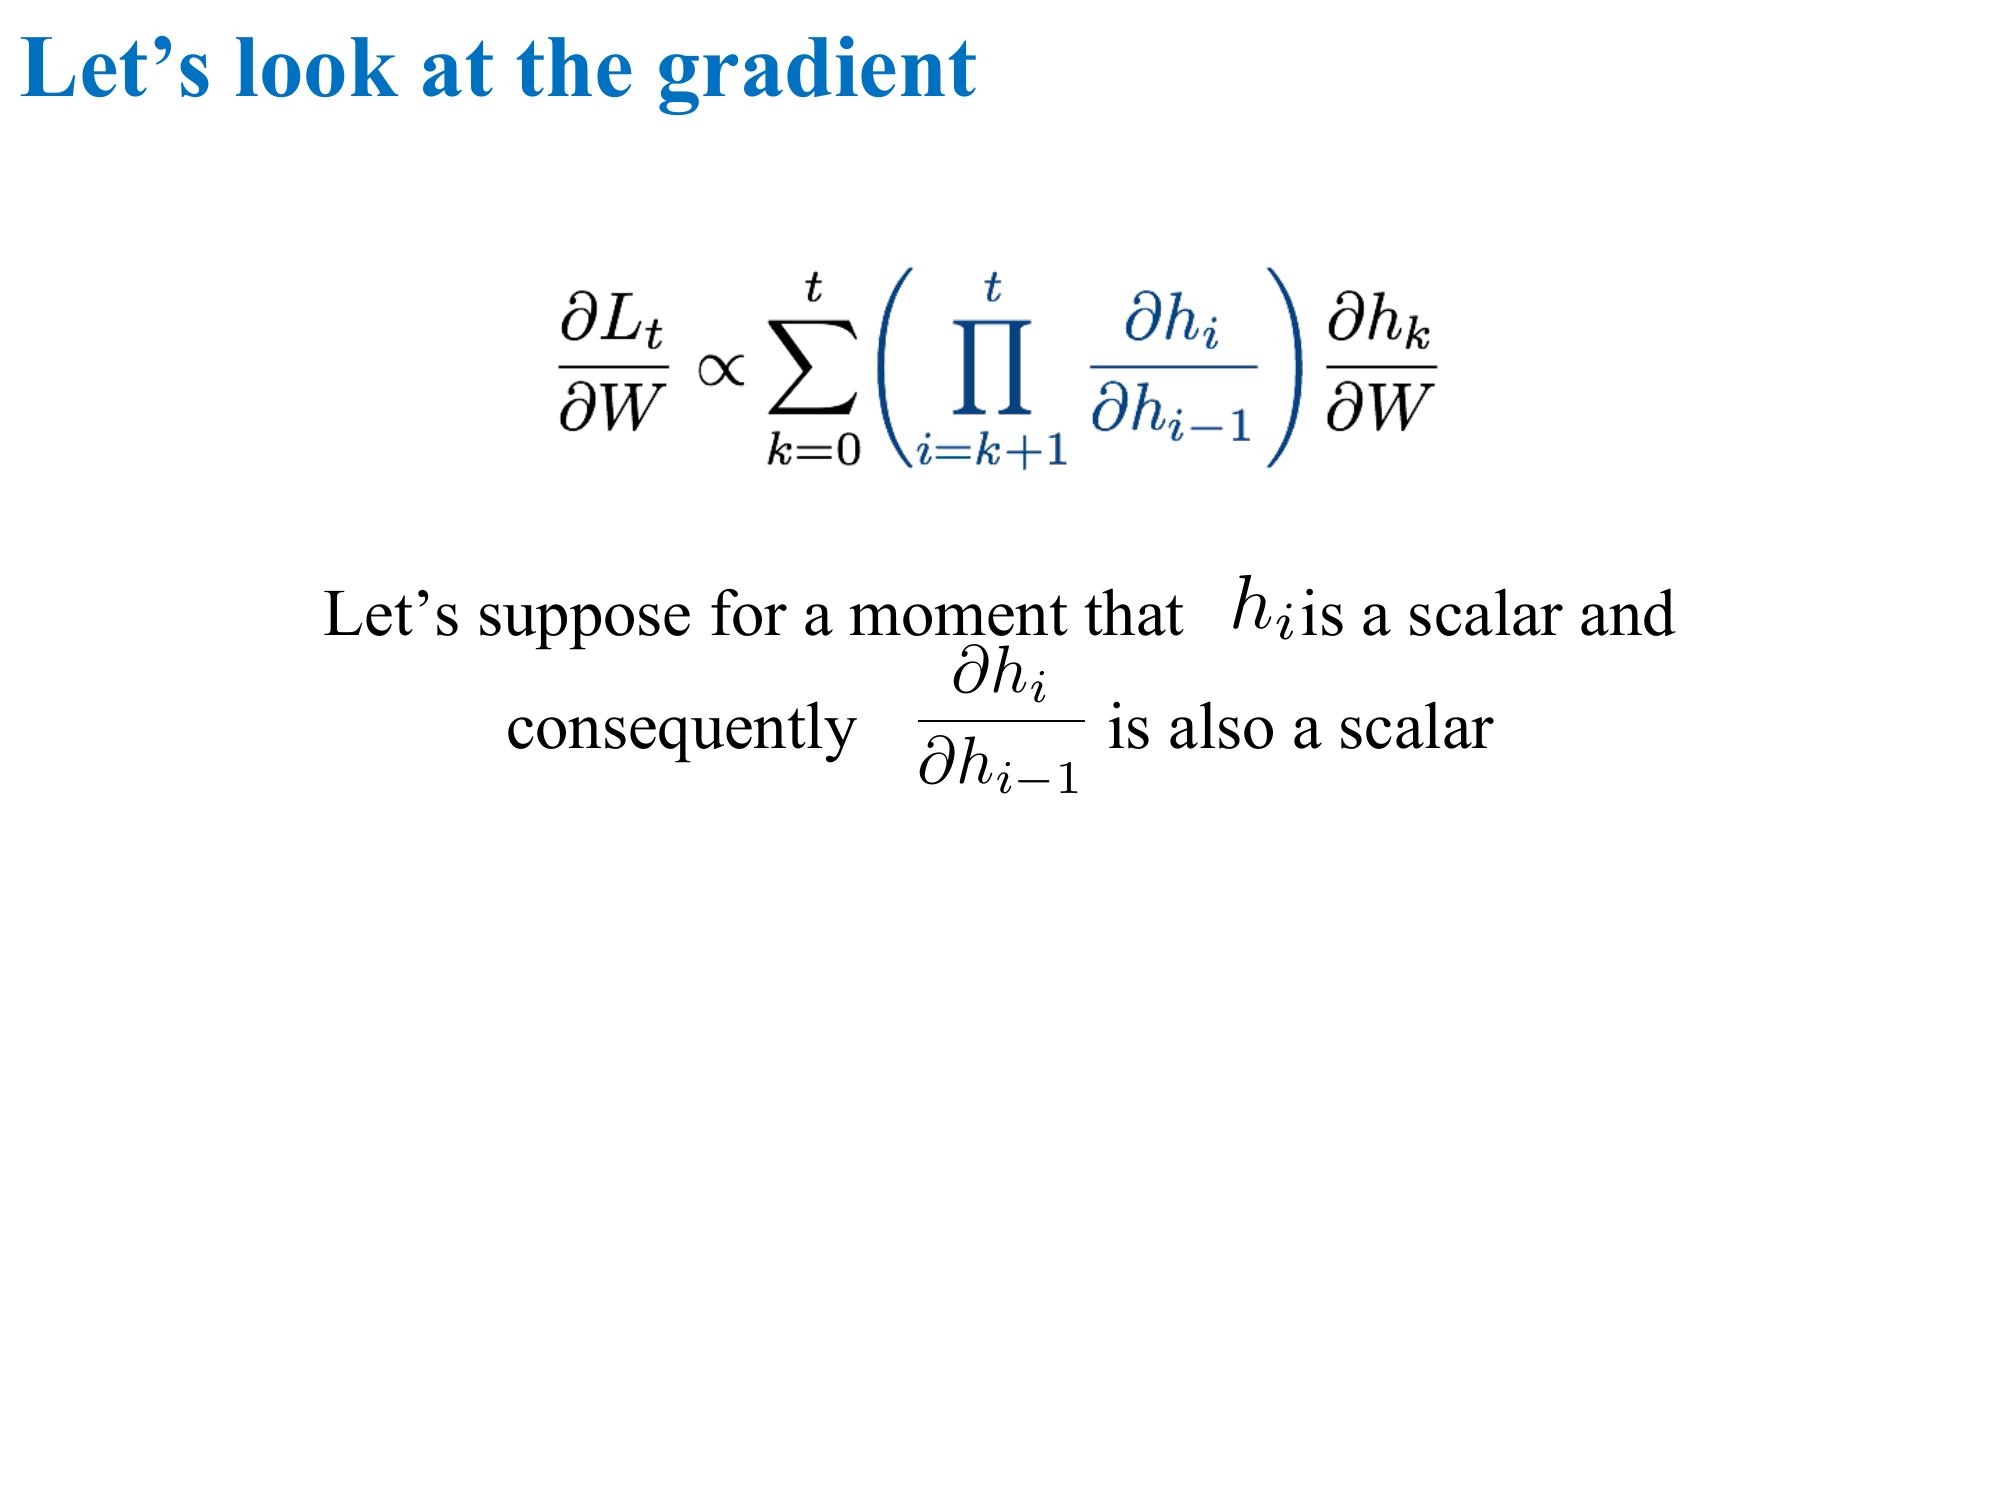 Let’s look at the gradient
$$\frac{\partial L_t}{\partial W} \propto \sum_{k=0}^{t} \left( \prod_{i=k+1}^{t} \frac{\partial h_i}{\partial h_{i-1}} \right) \frac{\partial h_k}{\partial W}$$
Let’s suppose for a moment that $h_i$ is a scalar and
consequently $\frac{\partial h_i}{\partial h_{i-1}}$ is also a scalar